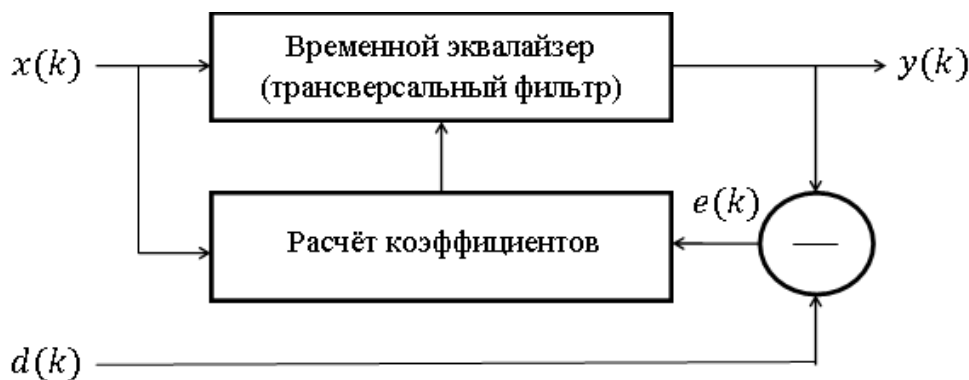 x(k)
Временной эквалайзер
(трансверсальный фильтр)
y(k)
e(k)
Расчёт коэффициентов
—
d(k)